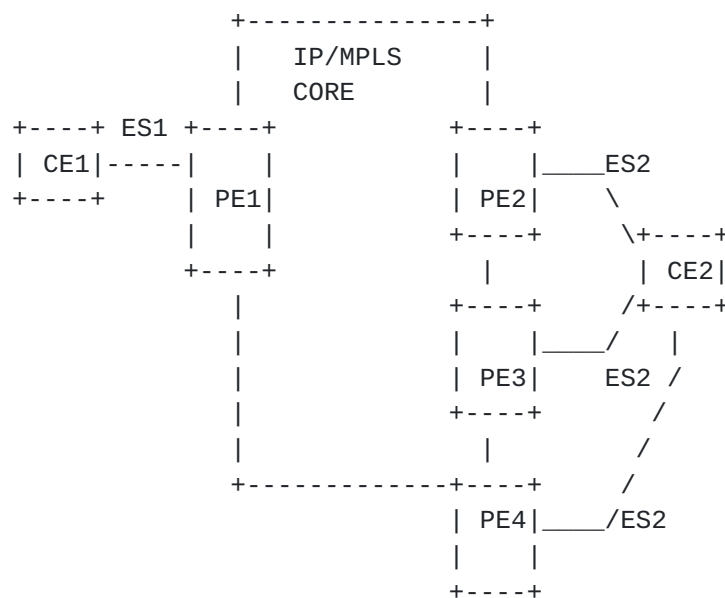 IP/MPLS
CORE
ES1
CE1
ES2
PE1 PE2
CE2
PE3 ES2
PE4 ES2